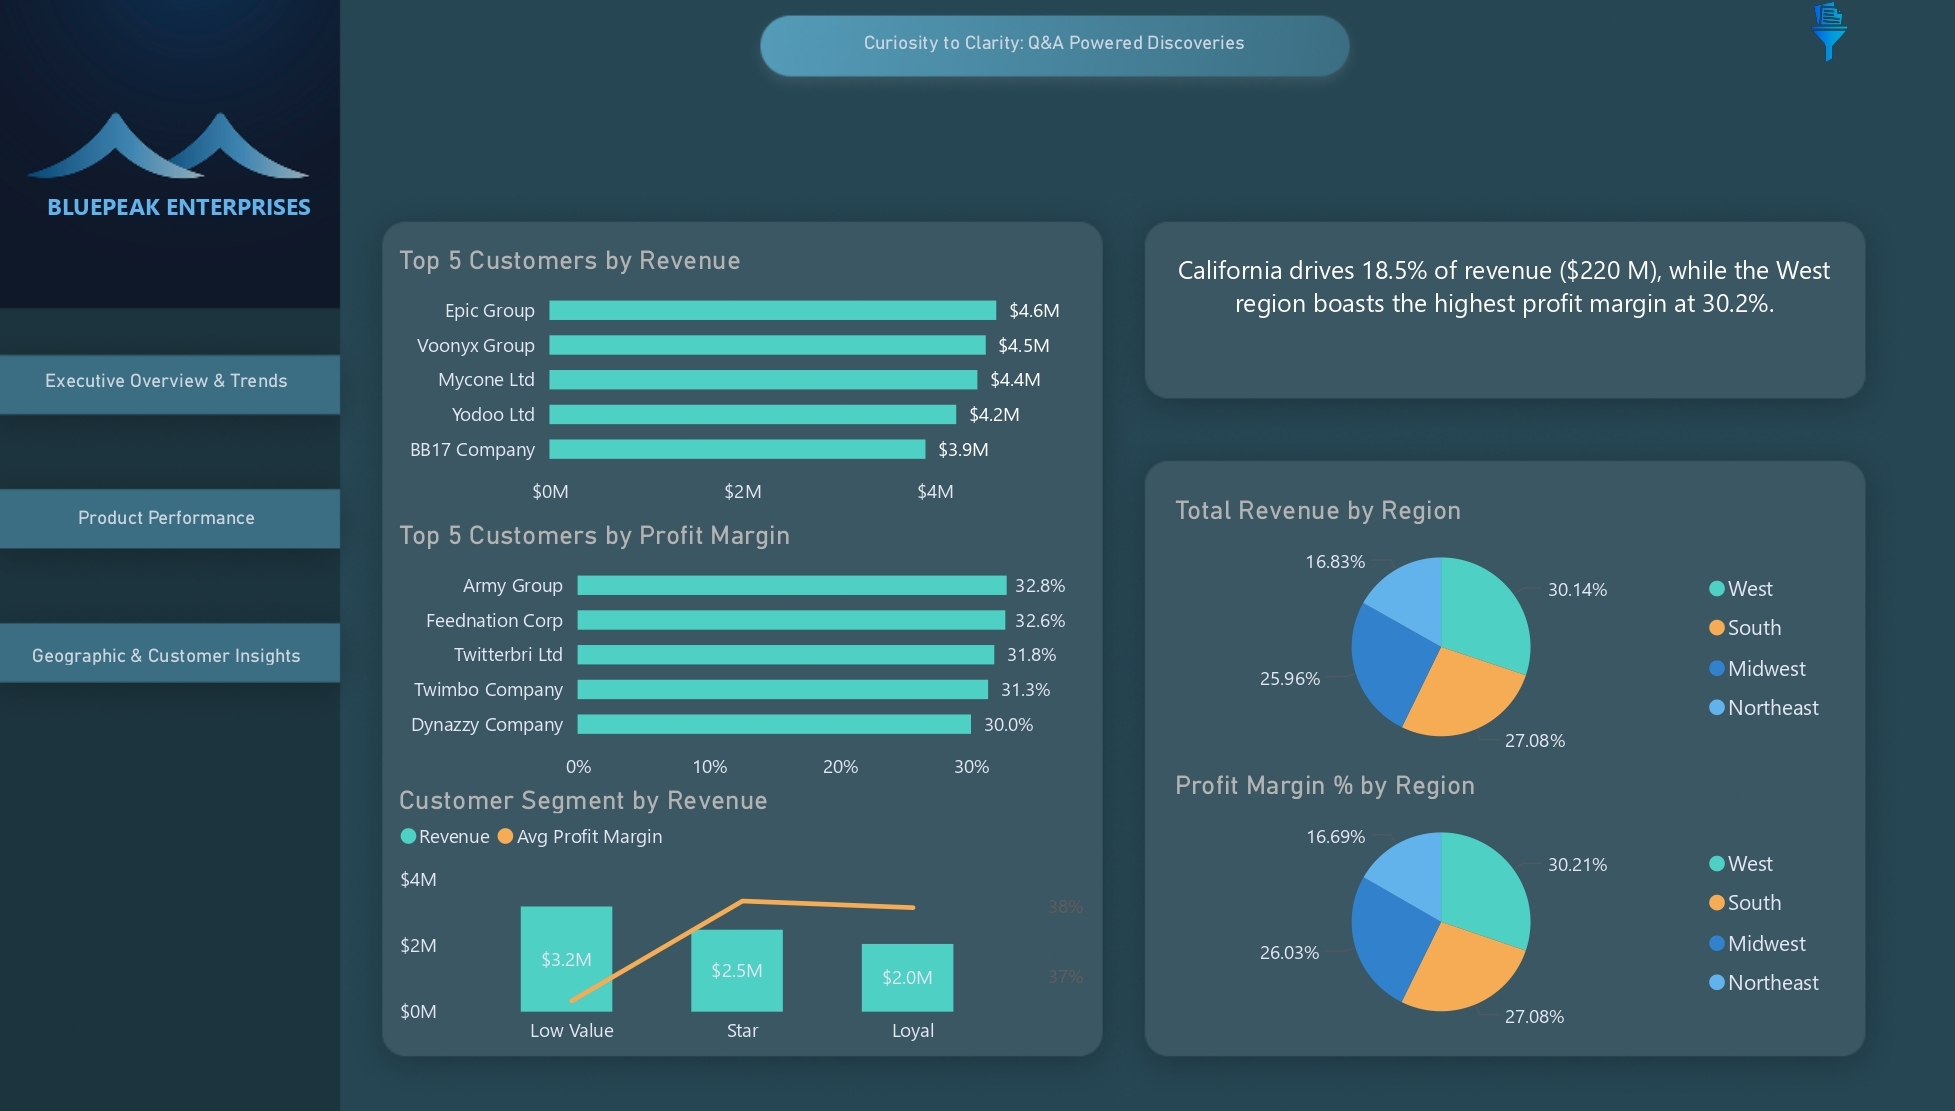 Curiosity to Clarity: Q&A Powered Discoveries
BLUEPEAK ENTERPRISES
Executive Overview & Trends
Product Performance
Geographic & Customer Insights
Top 5 Customers by Revenue
Epic Group $4.6M
Voonyx Group $4.5M
Mycone Ltd $4.4M
Yodoo Ltd $4.2M
BB17 Company $3.9M
$0M $2M $4M
Top 5 Customers by Profit Margin
Army Group 32.8%
Feednation Corp 32.6%
Twitterbri Ltd 31.8%
Twimbo Company 31.3%
Dynazzy Company 30.0%
0% 10% 20% 30%
Customer Segment by Revenue
Revenue Avg Profit Margin
$4M
38%
$2M
$3.2M $2.5M $2.0M
37%
$0M
Low Value Star Loyal
California drives 18.5% of revenue ($220 M), while the West
region boasts the highest profit margin at 30.2%.
Total Revenue by Region
16.83%
30.14%
25.96%
27.08%
West
South
Midwest
Northeast
Profit Margin % by Region
16.69%
30.21%
26.03%
27.08%
West
South
Midwest
Northeast